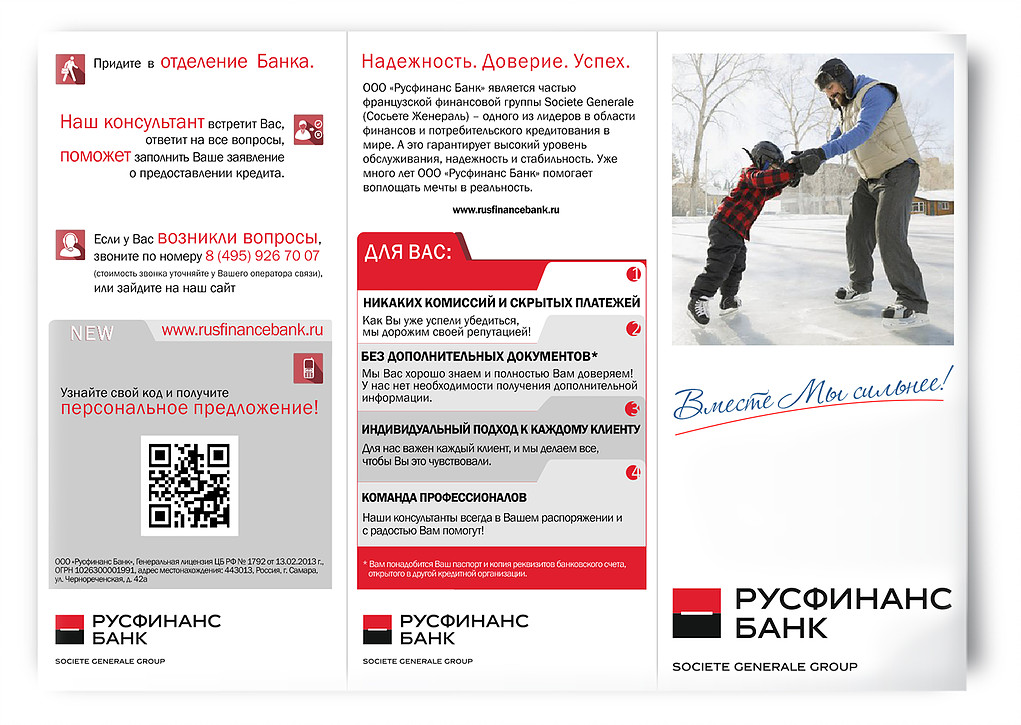 Придите в отделение Банка.
Наш консультант встретит Вас,
ответит на все вопросы,
поможет заполнить Ваше заявление
о предоставлении кредита.
Если у Вас возникли вопросы,
звоните по номеру 8 (495) 926 70 07
(стоимость звонка уточняйте у Вашего оператора связи),
или зайдите на наш сайт
NEW
www.rusfinancebank.ru
Узнайте свой код и получите
персональное предложение!
ООО «Русфинанс Банк», Генеральная лицензия ЦБ РФ № 1792 от 13.02.2013 г.,
ОГРН 1026300001991, адрес местонахождения: 443013, Россия, г. Самара,
ул. Чернореченская, д. 42а
РУСФИНАНС
БАНК
SOCIETE GENERALE GROUP
Надежность. Доверие. Успех.
ООО «Русфинанс Банк» является частью
французской финансовой группы Societe Generale
(Сосьете Женераль) – одного из лидеров в области
финансов и потребительского кредитования в
мире. А это гарантирует высокий уровень
обслуживания, надежность и стабильность. Уже
много лет ООО «Русфинанс Банк» помогает
воплощать мечты в реальность.
www.rusfinancebank.ru
ДЛЯ ВАС:
1
НИКАКИХ КОМИССИЙ И СКРЫТЫХ ПЛАТЕЖЕЙ
Как Вы уже успели убедиться,
мы дорожим своей репутацией!
2
БЕЗ ДОПОЛНИТЕЛЬНЫХ ДОКУМЕНТОВ*
Мы Вас хорошо знаем и полностью Вам доверяем!
У нас нет необходимости получения дополнительной
информации.
3
ИНДИВИДУАЛЬНЫЙ ПОДХОД К КАЖДОМУ КЛИЕНТУ
Для нас важен каждый клиент, и мы делаем все,
чтобы Вы это чувствовали.
4
КОМАНДА ПРОФЕССИОНАЛОВ
Наши консультанты всегда в Вашем распоряжении и
с радостью Вам помогут!
* Вам понадобится Ваш паспорт и копия реквизитов банковского счета,
открытого в другой кредитной организации.
РУСФИНАНС
БАНК
SOCIETE GENERALE GROUP
Вместе Мы сильнее!
РУСФИНАНС
БАНК
SOCIETE GENERALE GROUP